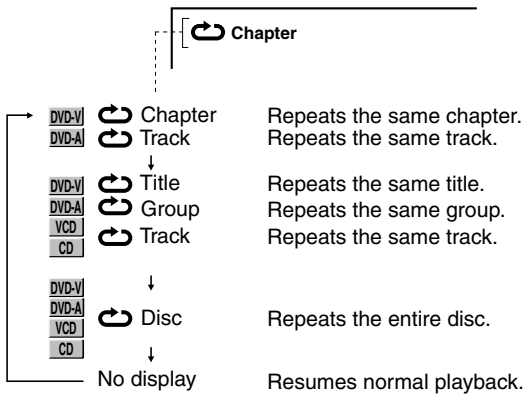 Chapter
DVD-V Chapter Repeats the same chapter.
DVD-A Track Repeats the same track.
DVD-V Title Repeats the same title.
DVD-A Group Repeats the same group.
VCD Track Repeats the same track.
CD
DVD-V
DVD-A
VCD Disc Repeats the entire disc.
CD
No display Resumes normal playback.